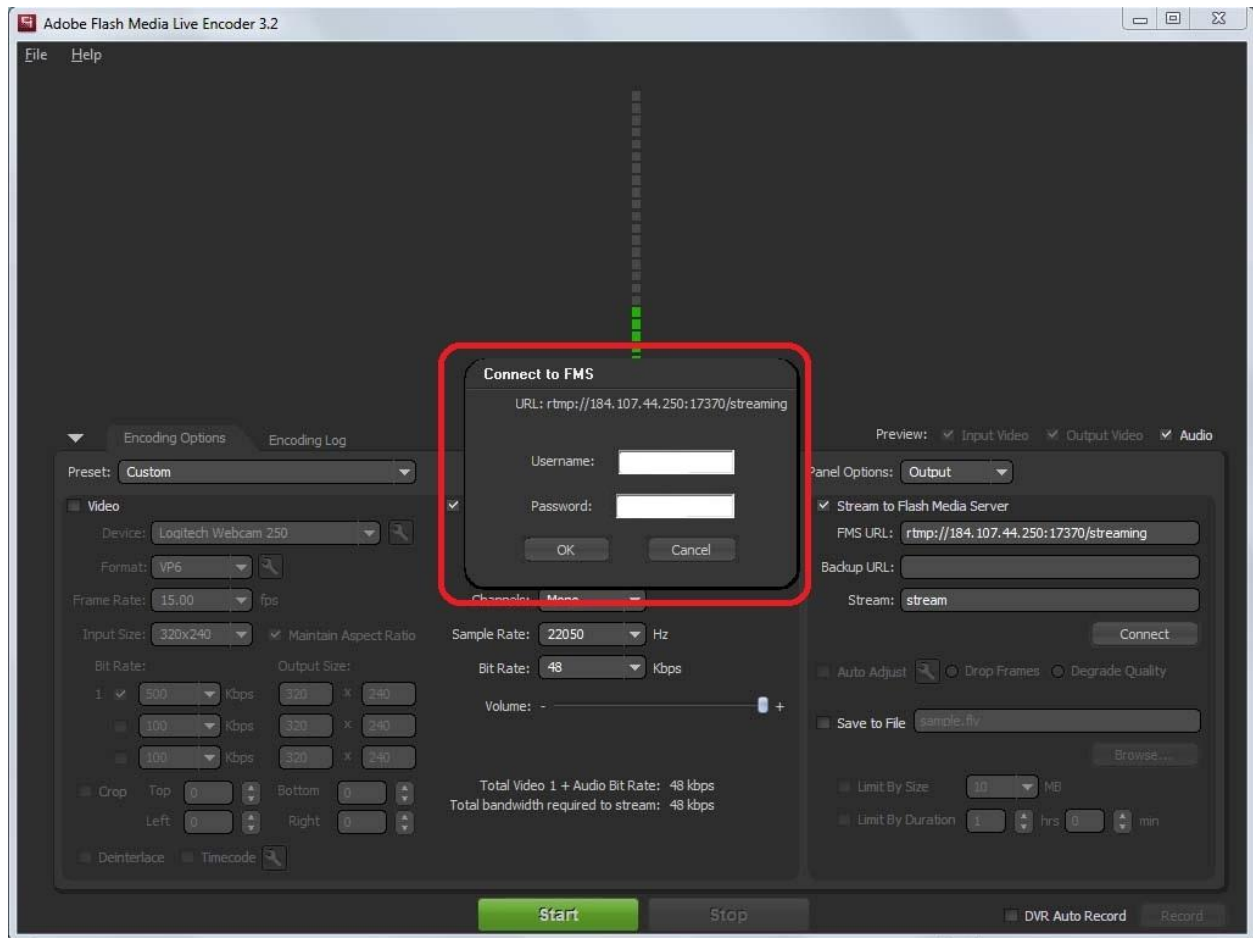 Adobe Flash Media Live Encoder 3.2
File Help
Connect to FMS
URL: rtmp://184.107.44.250:17370/streaming
Username:
Password:
OK Cancel
Encoding Options Encoding Log
Preview: Input Video Output Video Audio
Preset: Custom
Panel Options: Output
Video
Device: Logitech Webcam 250
Format: VP6
Frame Rate: 15.00 fps
Input Size: 320x240 Maintain Aspect Ratio
Bit Rate: Output Size:
1 500 Kbps 320 x 240
100 Kbps 320 x 240
100 Kbps 320 x 240
Crop Top 0 Bottom 0
Left 0 Right 0
Deinterlace Timecode
Channels: Mono
Sample Rate: 22050 Hz
Bit Rate: 48 Kbps
Volume: - +
Total Video 1 + Audio Bit Rate: 48 kbps
Total bandwidth required to stream: 48 kbps
Stream to Flash Media Server
FMS URL: rtmp://184.107.44.250:17370/streaming
Backup URL:
Stream: stream
Connect
Auto Adjust Drop Frames Degrade Quality
Save to File sample.flv
Browse...
Limit By Size 10 MB
Limit By Duration 1 hrs 0 min
Start Stop
DVR Auto Record Record